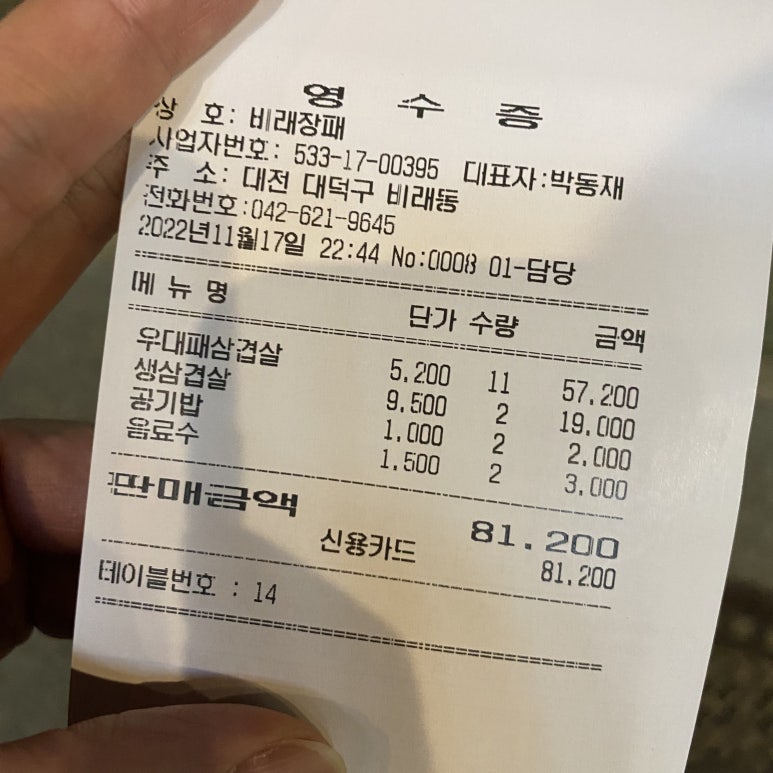 영 수 증
상 호: 비래장패
사업자번호: 533-17-00395 대표자:박동재
주 소: 대전 대덕구 비래동
전화번호:042-621-9645
2022년11월17일 22:44 No:0008 01-담당
메 뉴 명 단가 수량 금액
우대패삼겹살 5,200 11 57,200
생삼겹살 9,500 2 19,000
공기밥 1,000 2 2,000
음료수 1,500 2 3,000
판매금액 81.200
신용카드 81,200
테이블번호 : 14